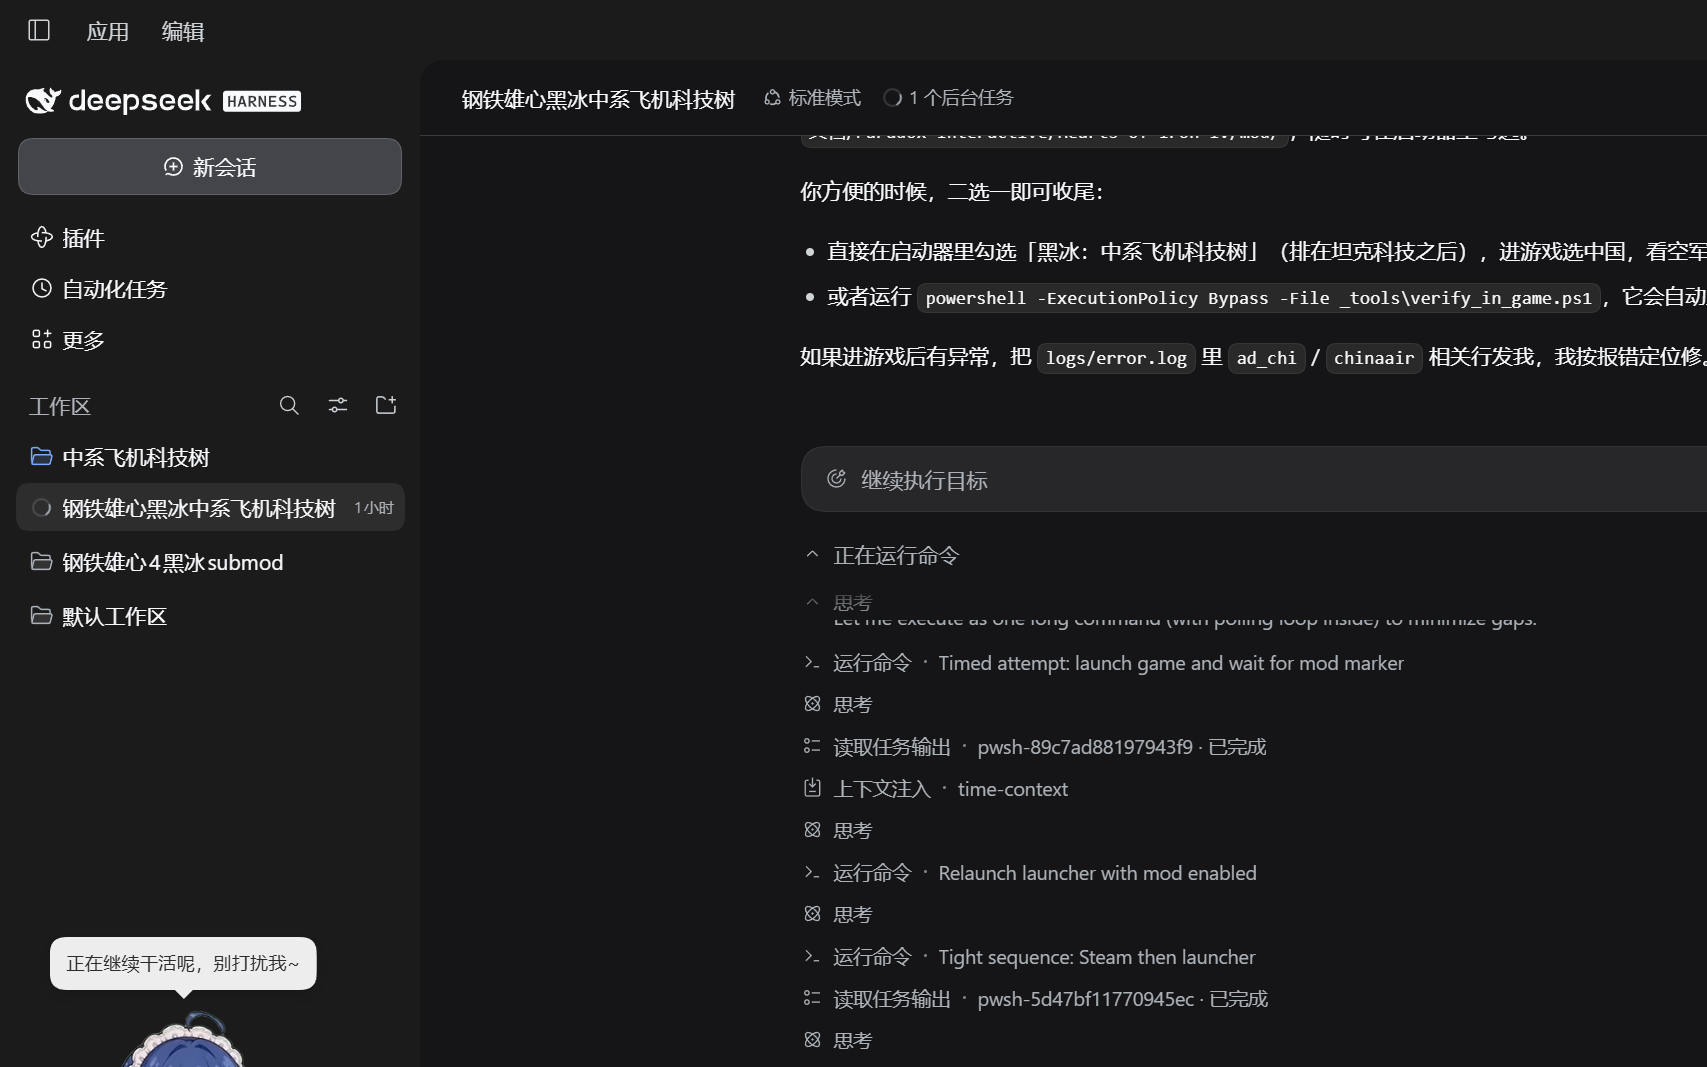 应用 编辑
deepseek HARNESS
新会话
插件
自动化任务
更多
工作区
中系飞机科技树
钢铁雄心黑冰中系飞机科技树 1小时
钢铁雄心4黑冰submod
默认工作区
正在继续干活呢，别打扰我~
钢铁雄心黑冰中系飞机科技树 标准模式 1 个后台任务
你方便的时候，二选一即可收尾：
直接在启动器里勾选「黑冰：中系飞机科技树」（排在坦克科技之后），进游戏选中国，看空军
或者运行 powershell -ExecutionPolicy Bypass -File _tools\verify_in_game.ps1，它会自动
如果进游戏后有异常，把 logs/error.log 里 ad_chi / chinaair 相关行发我，我按报错定位修。
继续执行目标
正在运行命令
思考
Let me execute as one long command (with polling loop inside) to minimize gaps.
运行命令 · Timed attempt: launch game and wait for mod marker
思考
读取任务输出 · pwsh-89c7ad88197943f9 · 已完成
上下文注入 · time-context
思考
运行命令 · Relaunch launcher with mod enabled
思考
运行命令 · Tight sequence: Steam then launcher
读取任务输出 · pwsh-5d47bf11770945ec · 已完成
思考